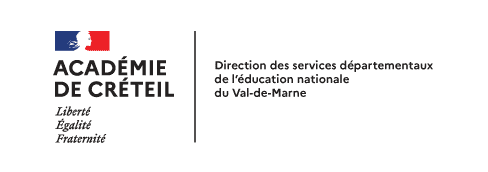 ACADÉMIE
DE CRÉTEIL
Liberté
Égalité
Fraternité
Direction des services départementaux
de l'éducation nationale
du Val-de-Marne